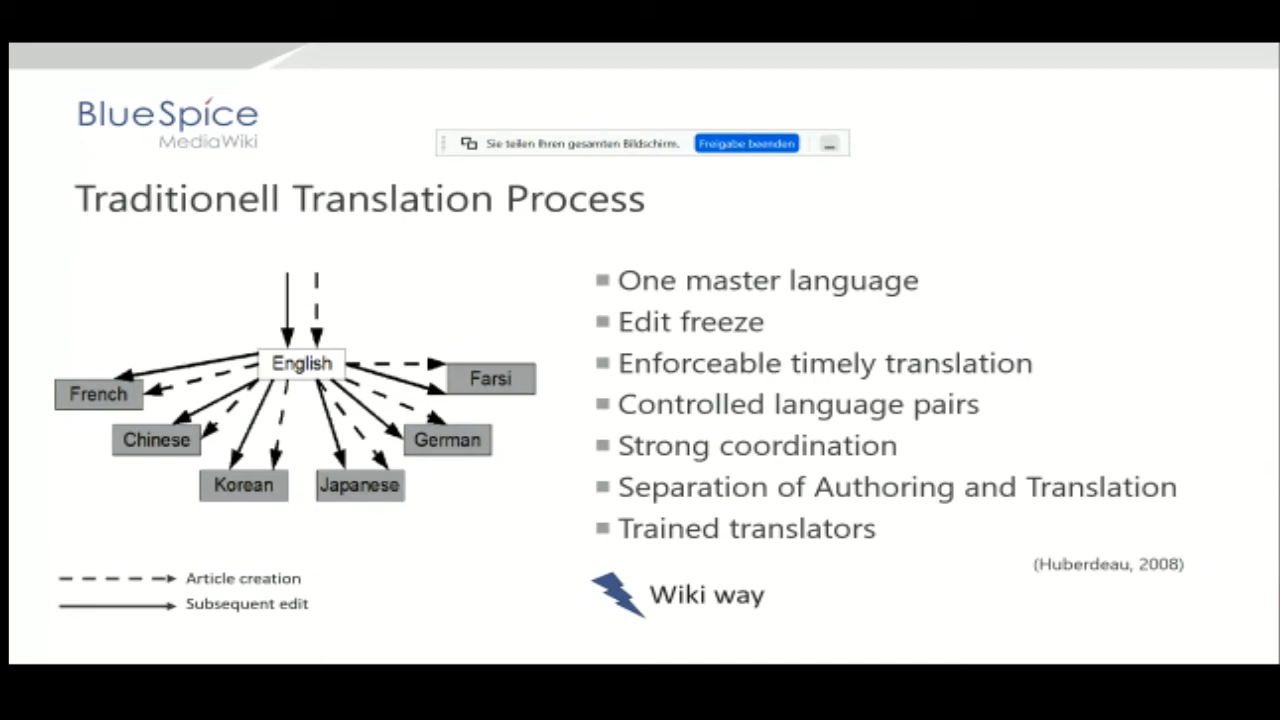 BlueSpice
MediaWiki
Sie teilen Ihren gesamten Bildschirm. Freigabe beenden
Traditionell Translation Process
English
French
Farsi
Chinese
German
Korean
Japanese
Article creation
Subsequent edit
One master language
Edit freeze
Enforceable timely translation
Controlled language pairs
Strong coordination
Separation of Authoring and Translation
Trained translators
(Huberdeau, 2008)
Wiki way